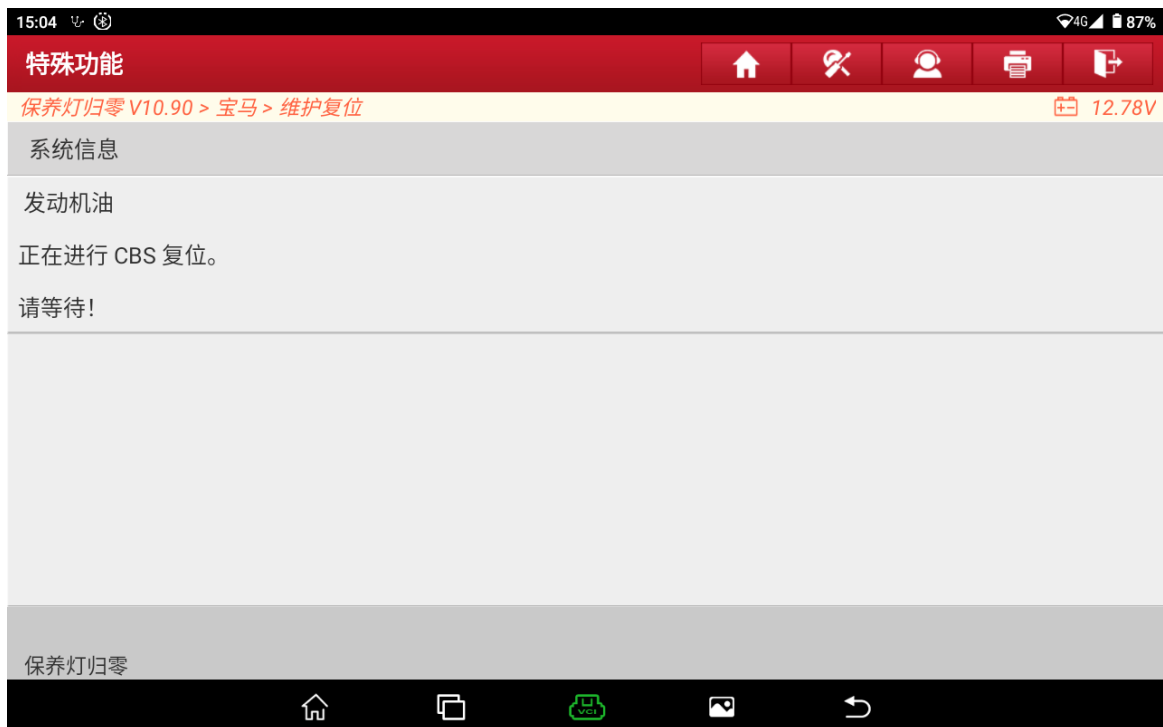 15:04
4G 87%
特殊功能
保养灯归零 V10.90 > 宝马 > 维护复位
12.78V
系统信息
发动机油
正在进行 CBS 复位。
请等待!
保养灯归零
VCI